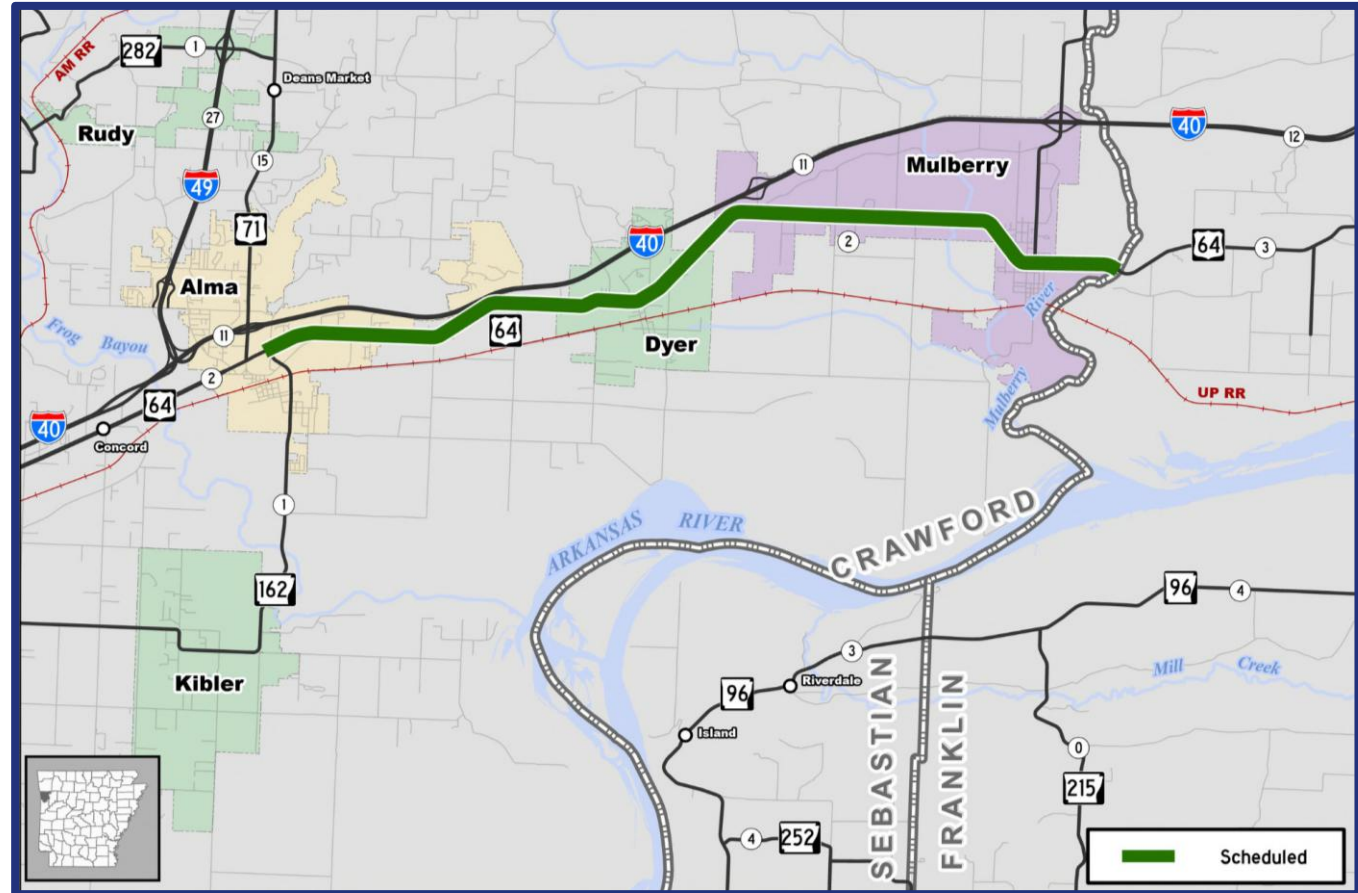 282
1
AM RR
Deans Market
Rudy
27
15
49
71
Alma
11
Frog Bayou
2
64
40
Concord
64
40
Dyer
11
Mulberry
2
40
12
64
3
Mulberry River
UP RR
1
162
Kibler
ARKANSAS RIVER
CRAWFORD
96
4
3
Riverdale
96
Island
Mill Creek
SEBASTIAN
FRANKLIN
0
215
4
252
Scheduled